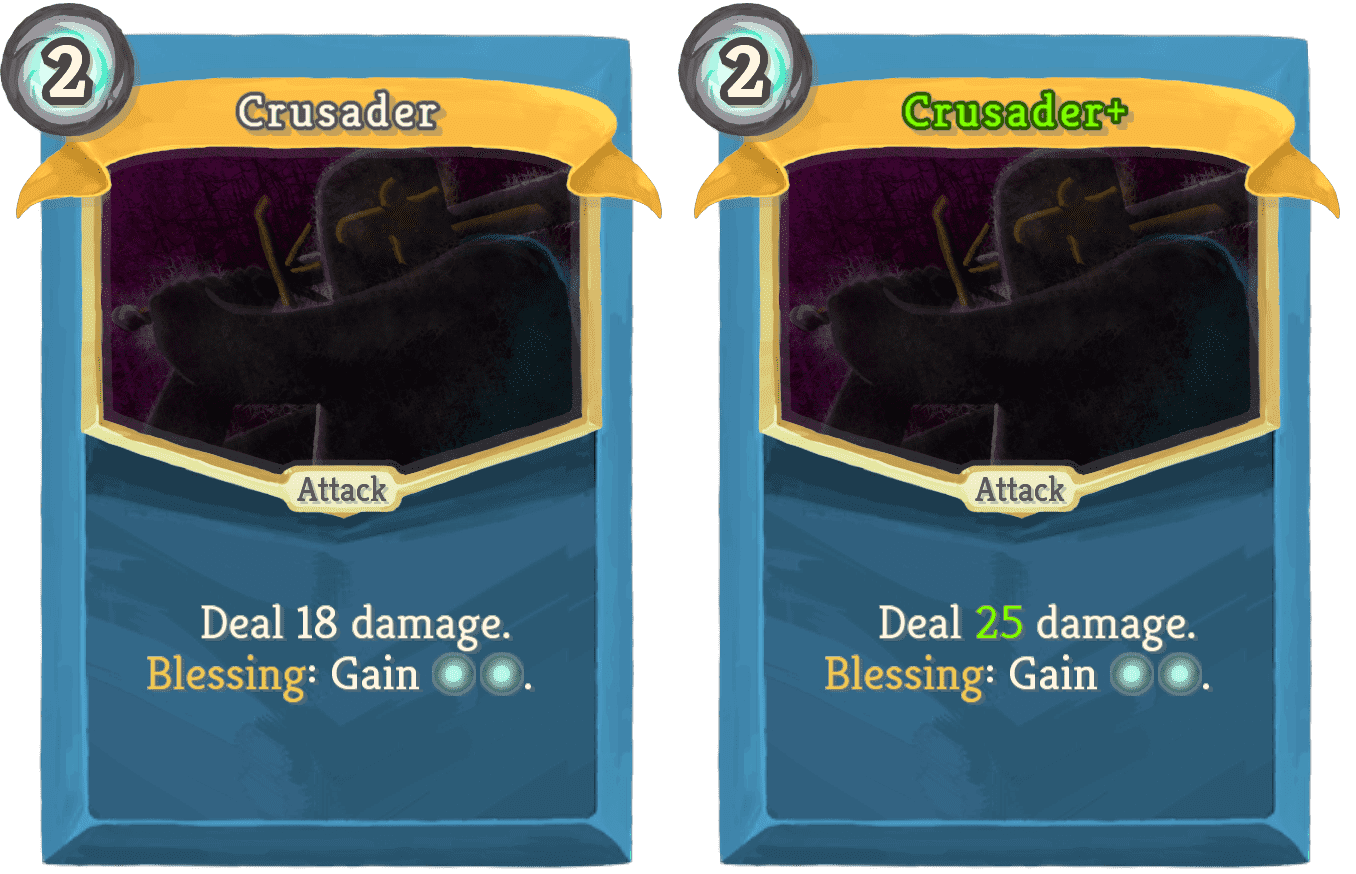 2
Crusader
Attack
Deal 18 damage.
Blessing: Gain .
2
Crusader+
Attack
Deal 25 damage.
Blessing: Gain .